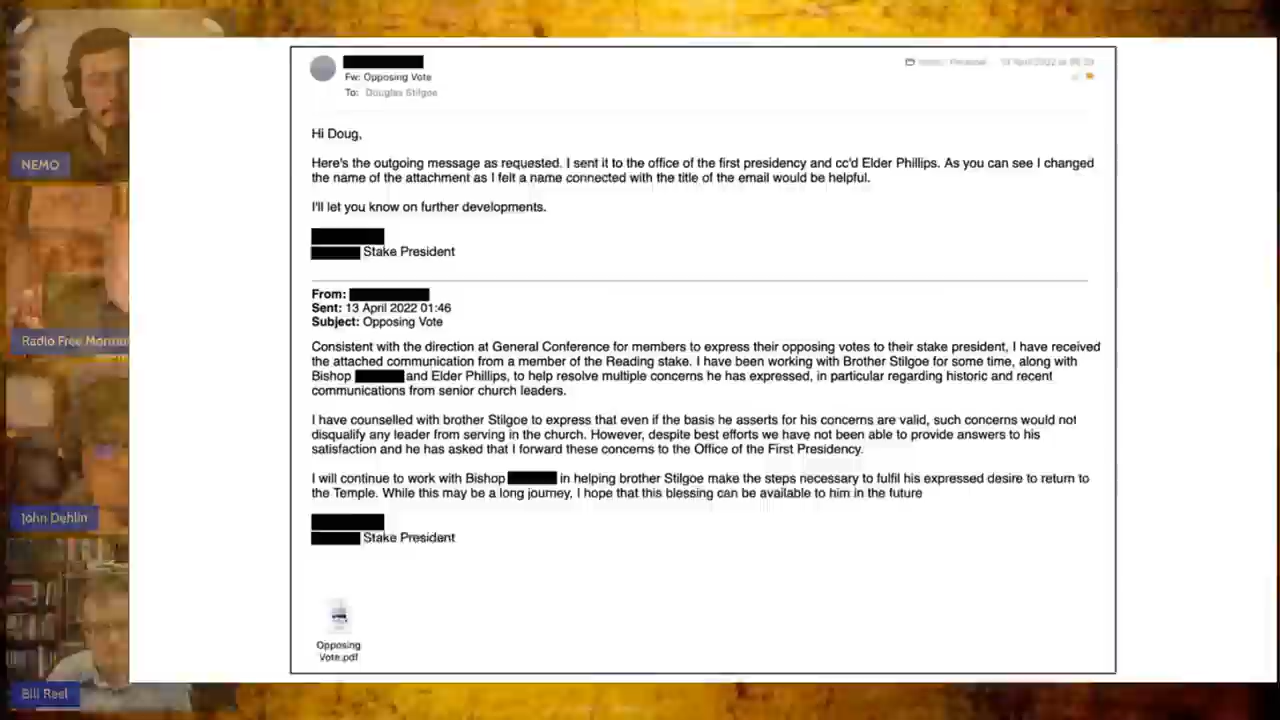 NEMO
Radio Free Mormon
John Dehlin
Bill Reel
Fw: Opposing Vote
To: Douglas Stilgoe
Hi Doug,
Here's the outgoing message as requested. I sent it to the office of the first presidency and cc'd Elder Phillips. As you can see I changed
the name of the attachment as I felt a name connected with the title of the email would be helpful.
I'll let you know on further developments.
Stake President
From:
Sent: 13 April 2022 01:46
Subject: Opposing Vote
Consistent with the direction at General Conference for members to express their opposing votes to their stake president, I have received
the attached communication from a member of the Reading stake. I have been working with Brother Stilgoe for some time, along with
Bishop and Elder Phillips, to help resolve multiple concerns he has expressed, in particular regarding historic and recent
communications from senior church leaders.
I have counselled with brother Stilgoe to express that even if the basis he asserts for his concerns are valid, such concerns would not
disqualify any leader from serving in the church. However, despite best efforts we have not been able to provide answers to his
satisfaction and he has asked that I forward these concerns to the Office of the First Presidency.
I will continue to work with Bishop in helping brother Stilgoe make the steps necessary to fulfil his expressed desire to return to
the Temple. While this may be a long journey, I hope that this blessing can be available to him in the future
Stake President
Opposing
Vote.pdf